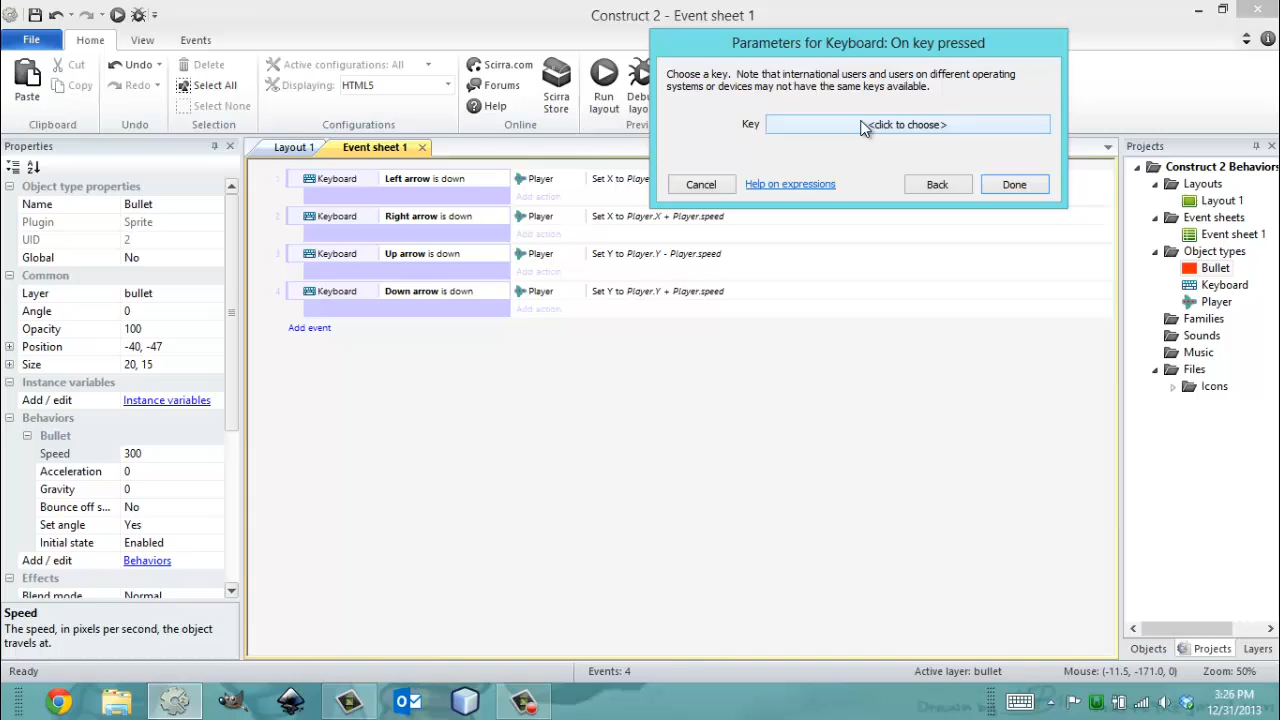 Construct 2 - Event sheet 1
File Home View Events
Paste
Cut
Copy
Clipboard
Undo
Redo
Undo
Delete
Select All
Select None
Selection
Active configurations: All
Displaying: HTML5
Configurations
Scirra.com
Forums
Help
Scirra Store
Online
Run layout
Parameters for Keyboard: On key pressed
Choose a key. Note that international users and users on different operating
systems or devices may not have the same keys available.
Key <click to choose>
Cancel Help on expressions Back Done
Properties
Object type properties
Name Bullet
Plugin Sprite
UID 2
Global No
Common
Layer bullet
Angle 0
Opacity 100
Position -40, -47
Size 20, 15
Instance variables
Add / edit Instance variables
Behaviors
Bullet
Speed 300
Acceleration 0
Gravity 0
Bounce off s... No
Set angle Yes
Initial state Enabled
Add / edit Behaviors
Effects
Blend mode Normal
Speed
The speed, in pixels per second, the object
travels at.
Layout 1 Event sheet 1
1 Keyboard Left arrow is down Player Set X to
Add action
2 Keyboard Right arrow is down Player Set X to Player.X + Player.speed
Add action
3 Keyboard Up arrow is down Player Set Y to Player.Y - Player.speed
Add action
4 Keyboard Down arrow is down Player Set Y to Player.Y + Player.speed
Add action
Add event
Projects
Construct 2 Behaviors
Layouts
Layout 1
Event sheets
Event sheet 1
Object types
Bullet
Keyboard
Player
Families
Sounds
Music
Files
Icons
Objects Projects Layers
Ready Events: 4 Active layer: bullet Mouse: (-11.5, -171.0, 0) Zoom: 50%
3:26 PM
12/31/2013